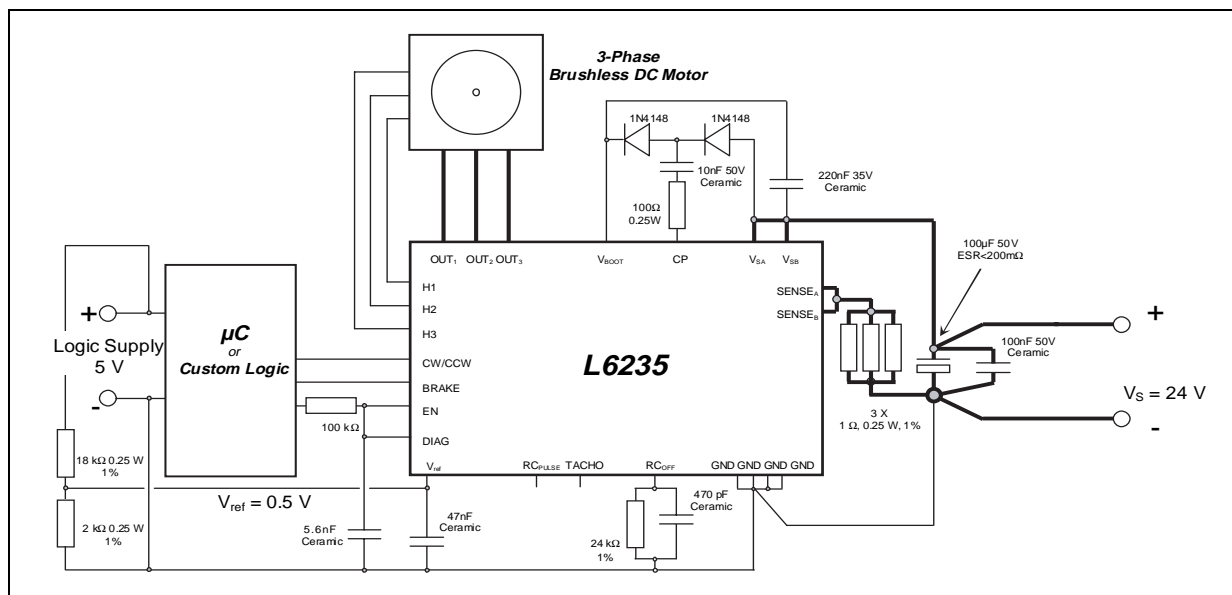 3-Phase
Brushless DC Motor
1N4148
1N4148
10nF 50V
Ceramic
220nF 35V
Ceramic
100Ω
0.25W
100µF 50V
ESR<200mΩ
OUT1 OUT2 OUT3
VBOOT
CP
VSA
VSB
H1
H2
H3
SENSEA
SENSEB
+
Logic Supply
5 V
-
µC
or
Custom Logic
L6235
CW/CCW
BRAKE
EN
DIAG
100 kΩ
+
100nF 50V
Ceramic
VS = 24 V
-
3 X
1 Ω, 0.25 W, 1%
Vref
RCPULSE
TACHO
RCOFF
GND GND GND GND
18 kΩ 0.25 W
1%
Vref = 0.5 V
2 kΩ 0.25 W
1%
5.6nF
Ceramic
47nF
Ceramic
24 kΩ
1%
470 pF
Ceramic